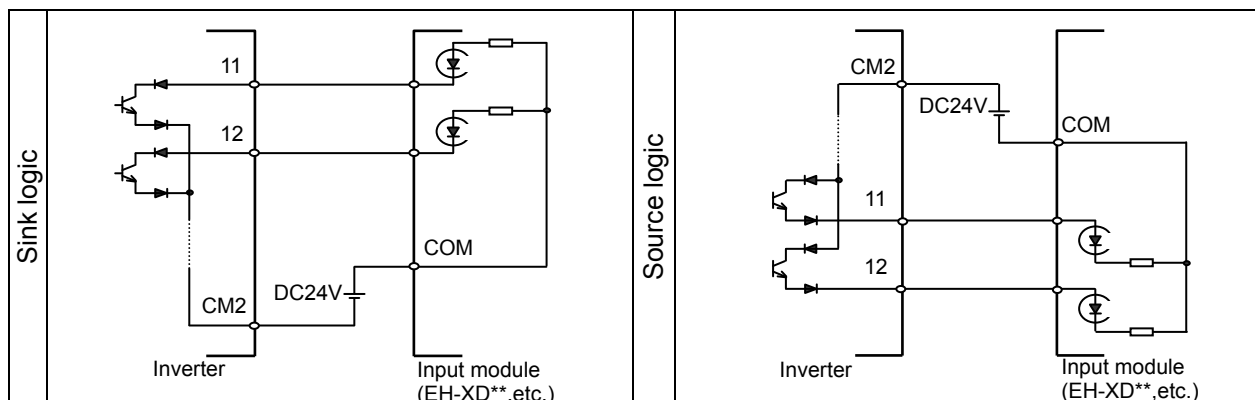 Sink logic
11
12
COM
DC24V
CM2
Inverter
Input module
(EH-XD**,etc.)
Source logic
CM2
DC24V
COM
11
12
Inverter
Input module
(EH-XD**,etc.)